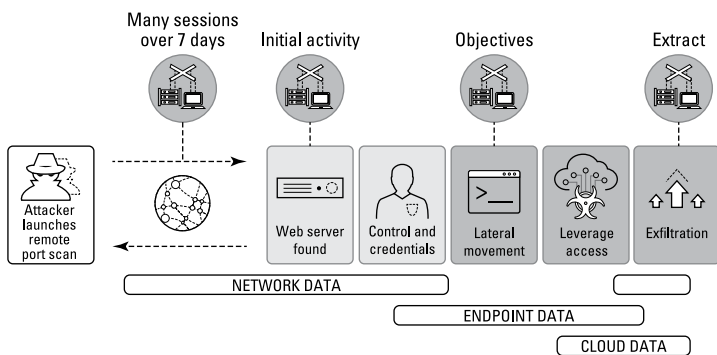 Many sessions
over 7 days
Initial activity
Objectives
Extract
Attacker
launches
remote
port scan
Web server
found
Control and
credentials
>_
Lateral
movement
Leverage
access
Exfiltration
NETWORK DATA
ENDPOINT DATA
CLOUD DATA